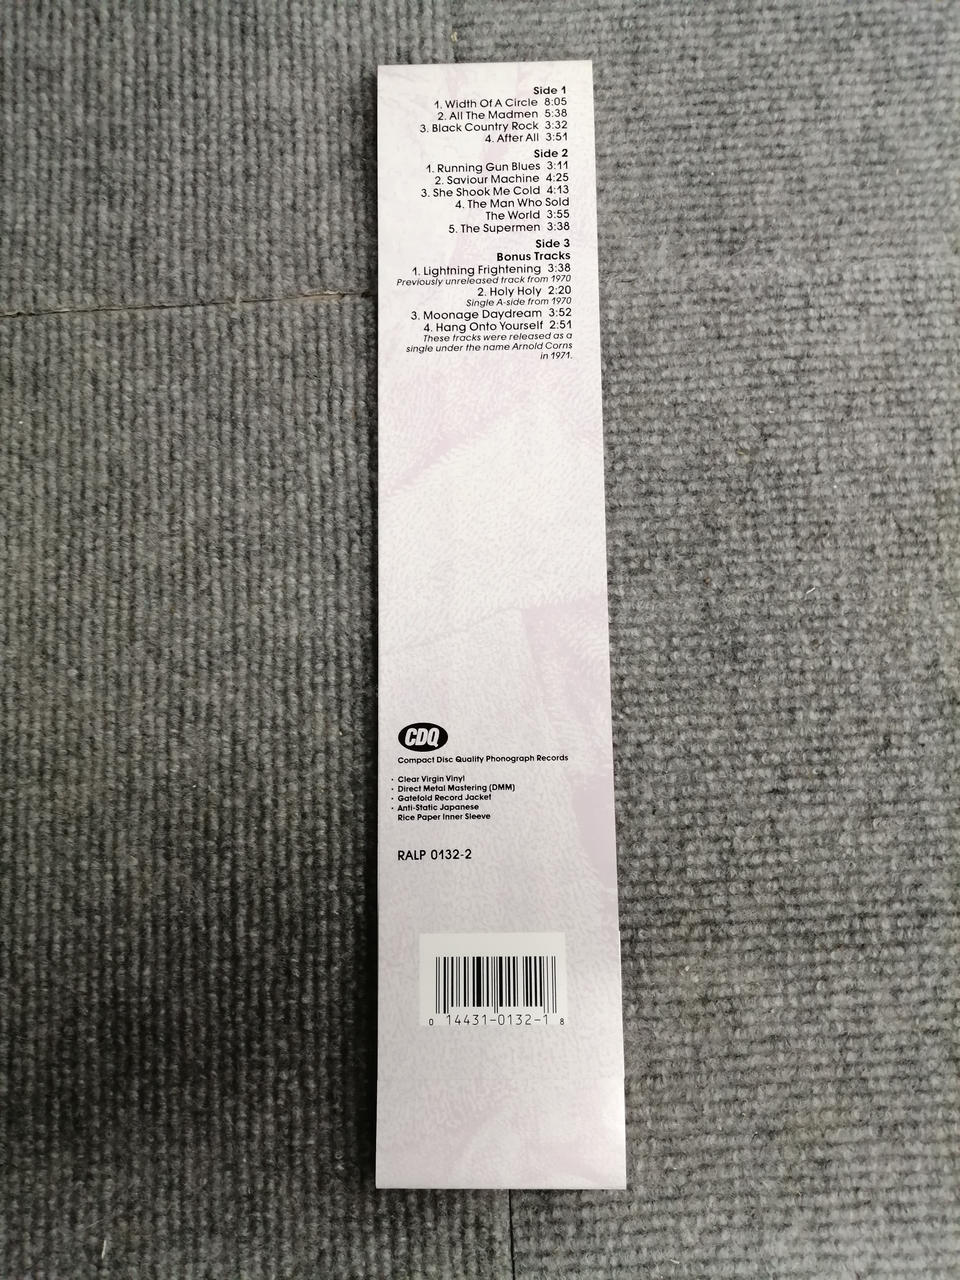 Side 1
1. Width Of A Circle 8:05
2. All The Madmen 5:38
3. Black Country Rock 3:32
4. After All 3:51
Side 2
1. Running Gun Blues 3:11
2. Saviour Machine 4:25
3. She Shook Me Cold 4:13
4. The Man Who Sold
The World 3:55
5. The Supermen 3:38
Side 3
Bonus Tracks
1. Lightning Frightening 3:38
Previously unreleased track from 1970
2. Holy Holy 2:20
Single A-side from 1970
3. Moonage Daydream 3:52
4. Hang Onto Yourself 2:51
These tracks were released as a
single under the name Arnold Corns
in 1971.
CDQ
Compact Disc Quality Phonograph Records
· Clear Virgin Vinyl
· Direct Metal Mastering (DMM)
· Gatefold Record Jacket
· Anti-Static Japanese
Rice Paper Inner Sleeve
RALP 0132-2
0 14431-0132-1 8